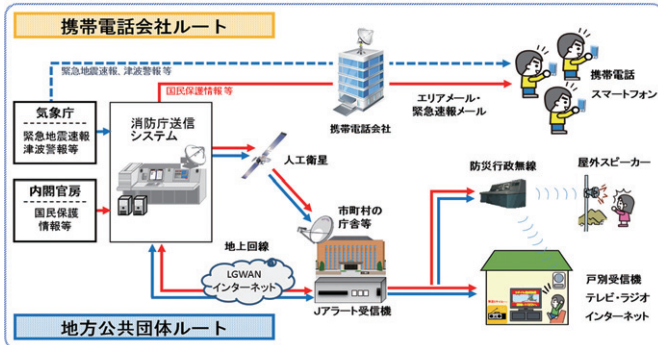 携帯電話会社ルート
緊急地震速報、津波警報等
国民保護情報等
携帯電話会社
エリアメール・
緊急速報メール
携帯電話
スマートフォン
気象庁
緊急地震速報
津波警報等
内閣官房
国民保護
情報等
消防庁送信
システム
人工衛星
市町村の
庁舎等
防災行政無線
屋外スピーカー
地上回線
LGWAN
インターネット
Jアラート受信機
戸別受信機
テレビ・ラジオ
インターネット
地方公共団体ルート